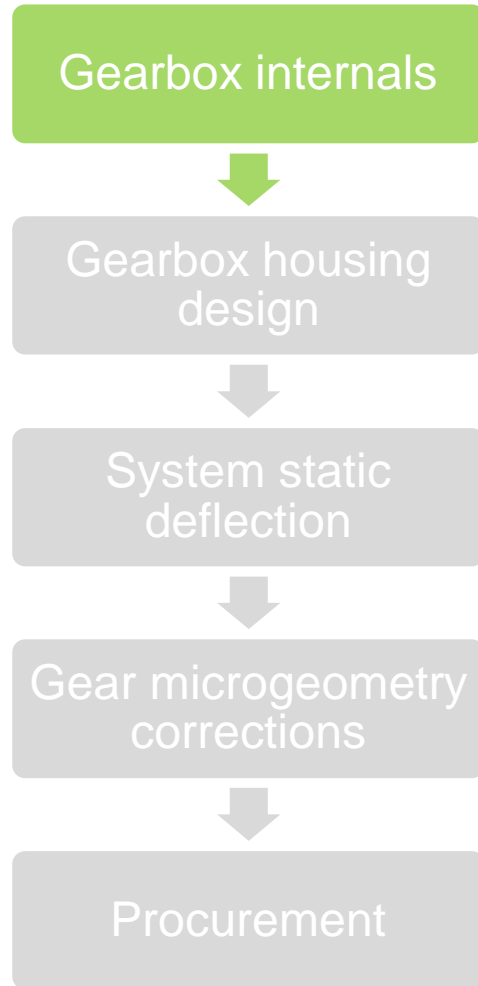 Gearbox internals
Gearbox housing
design
System static
deflection
Gear microgeometry
corrections
Procurement